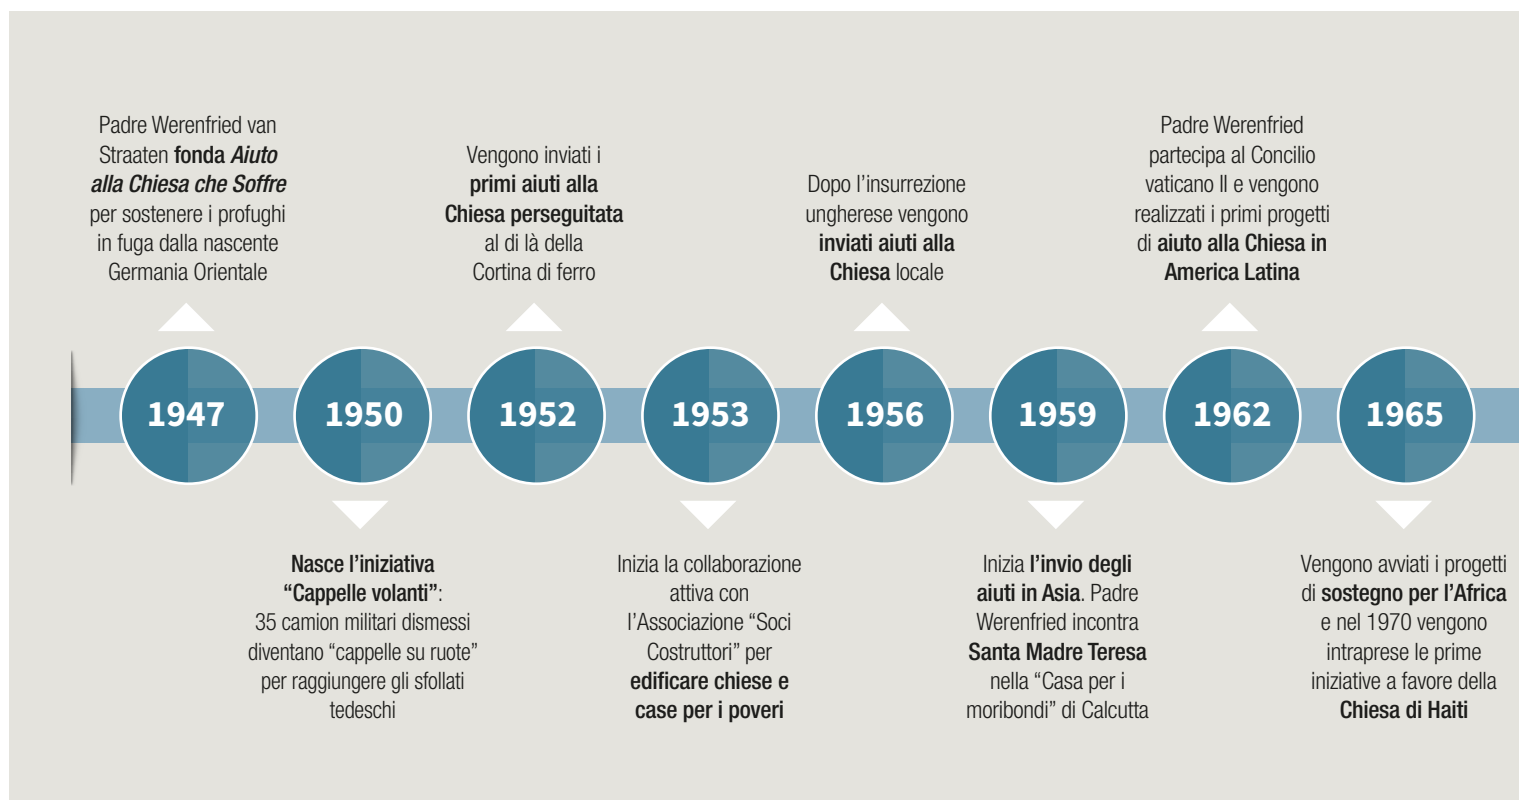 Padre Werenfried van
Straaten fonda Aiuto
alla Chiesa che Soffre
per sostenere i profughi
in fuga dalla nascente
Germania Orientale
Vengono inviati i
primi aiuti alla
Chiesa perseguitata
al di là della
Cortina di ferro
Dopo l'insurrezione
ungherese vengono
inviati aiuti alla
Chiesa locale
Padre Werenfried
partecipa al Concilio
vaticano II e vengono
realizzati i primi progetti
di aiuto alla Chiesa in
America Latina
1947
1950
1952
1953
1956
1959
1962
1965
Nasce l'iniziativa
“Cappelle volanti”:
35 camion militari dismessi
diventano “cappelle su ruote”
per raggiungere gli sfollati
tedeschi
Inizia la collaborazione
attiva con
l'Associazione “Soci
Costruttori” per
edificare chiese e
case per i poveri
Inizia l'invio degli
aiuti in Asia. Padre
Werenfried incontra
Santa Madre Teresa
nella “Casa per i
moribondi” di Calcutta
Vengono avviati i progetti
di sostegno per l'Africa
e nel 1970 vengono
intraprese le prime
iniziative a favore della
Chiesa di Haiti